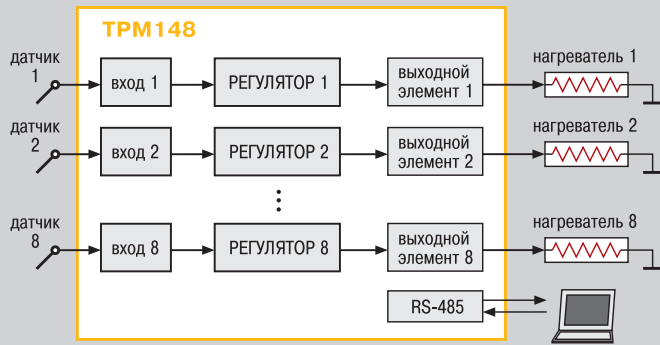 ТРМ148
датчик
1
вход 1
РЕГУЛЯТОР 1
выходной
элемент 1
нагреватель 1
датчик
2
вход 2
РЕГУЛЯТОР 2
выходной
элемент 2
нагреватель 2
датчик
8
вход 8
РЕГУЛЯТОР 8
выходной
элемент 8
нагреватель 8
RS-485